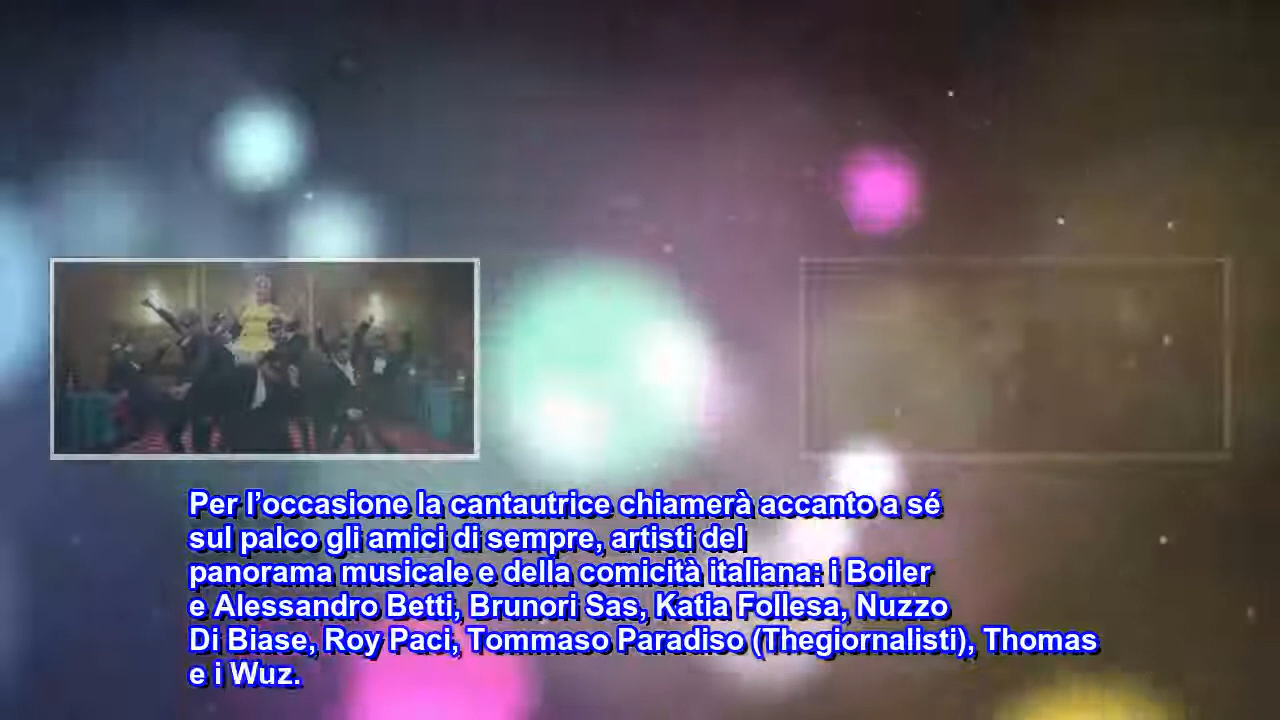 Per l’occasione la cantautrice chiamerà accanto a sé
sul palco gli amici di sempre, artisti del
panorama musicale e della comicità italiana: i Boiler
e Alessandro Betti, Brunori Sas, Katia Follesa, Nuzzo
Di Biase, Roy Paci, Tommaso Paradiso (Thegiornalisti), Thomas
e i Wuz.